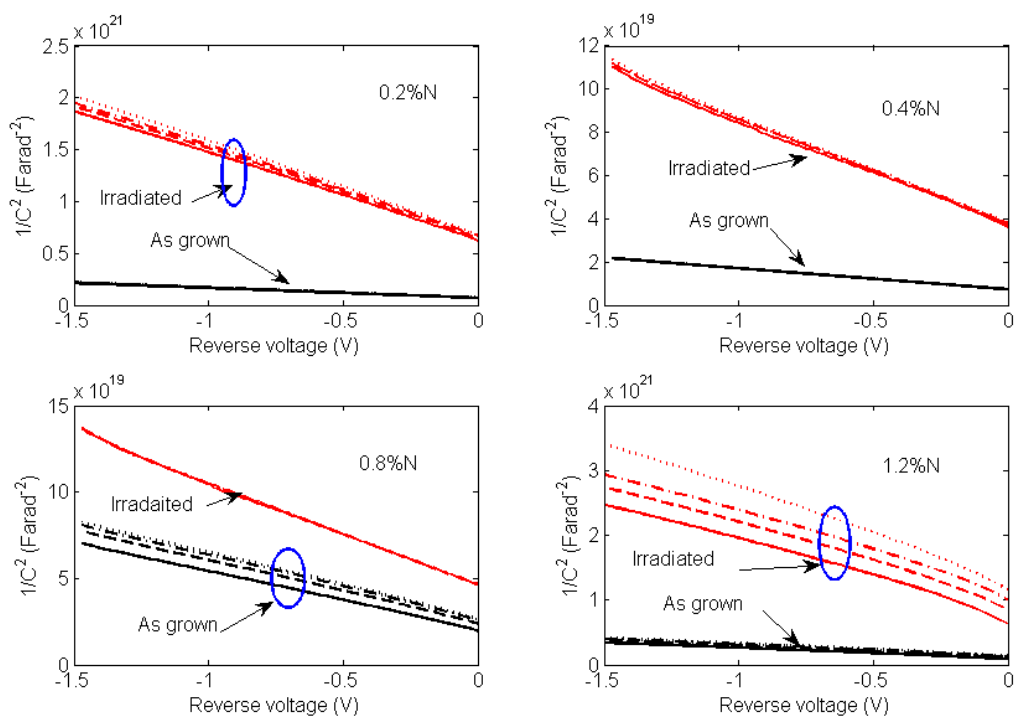 x 10^21
2.5
2
1.5
1
0.5
0
1/C^2 (Farad^-2)
0.2%N
Irradiated
As grown
-1.5 -1 -0.5 0
Reverse voltage (V)
x 10^19
12
10
8
6
4
2
0
1/C^2 (Farad^-2)
0.4%N
Irradiated
As grown
-1.5 -1 -0.5 0
Reverse voltage (V)
x 10^19
15
10
5
0
1/C^2 (Farad^-2)
0.8%N
Irradaited
As grown
-1.5 -1 -0.5 0
Reverse voltage (V)
x 10^21
4
3
2
1
0
1/C^2 (Farad^-2)
1.2%N
Irradiated
As grown
-1.5 -1 -0.5 0
Reverse voltage (V)